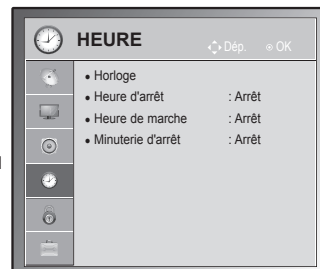 HEURE
Dép. OK
• Horloge
• Heure d'arrêt : Arrêt
• Heure de marche : Arrêt
• Minuterie d'arrêt : Arrêt